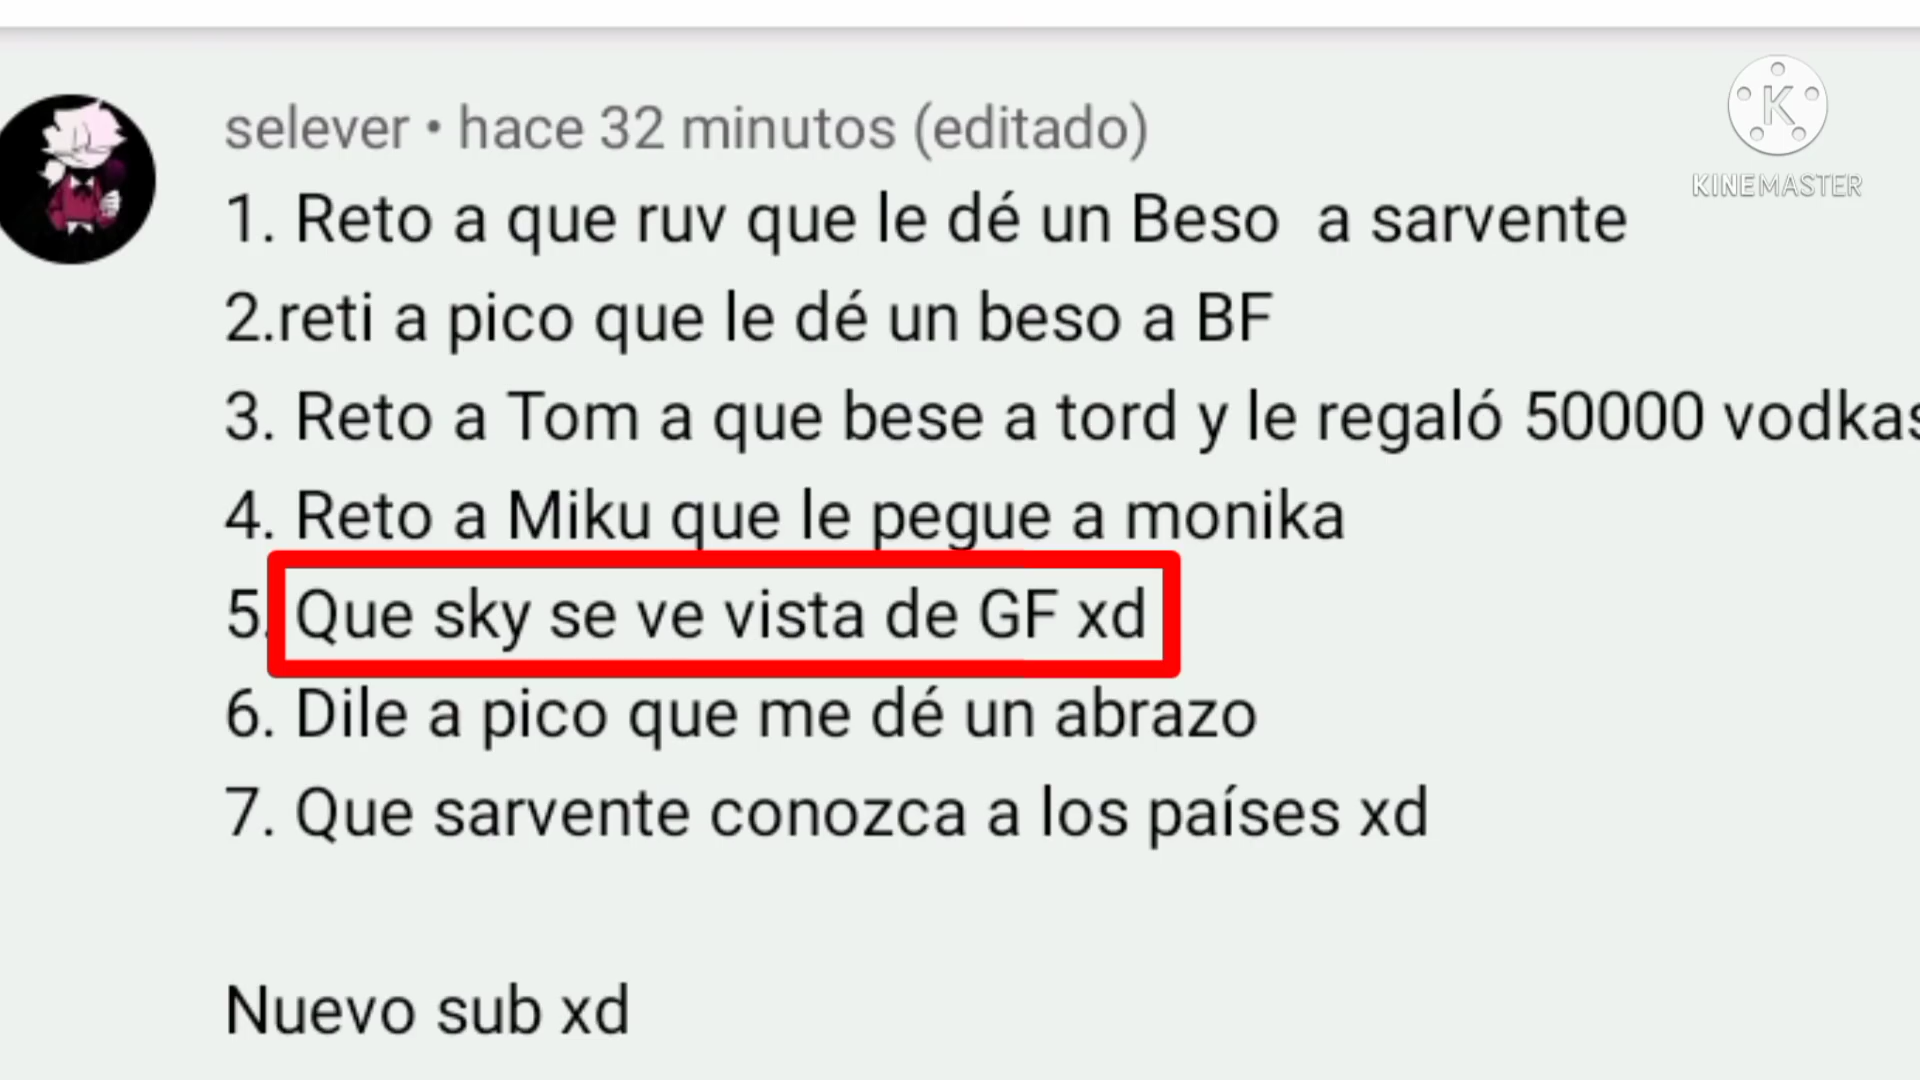 selever • hace 32 minutos (editado)
KINEMASTER
1. Reto a que ruv que le dé un Beso a sarvente
2.reti a pico que le dé un beso a BF
3. Reto a Tom a que bese a tord y le regaló 50000 vodkas
4. Reto a Miku que le pegue a monika
5. Que sky se ve vista de GF xd
6. Dile a pico que me dé un abrazo
7. Que sarvente conozca a los países xd
Nuevo sub xd